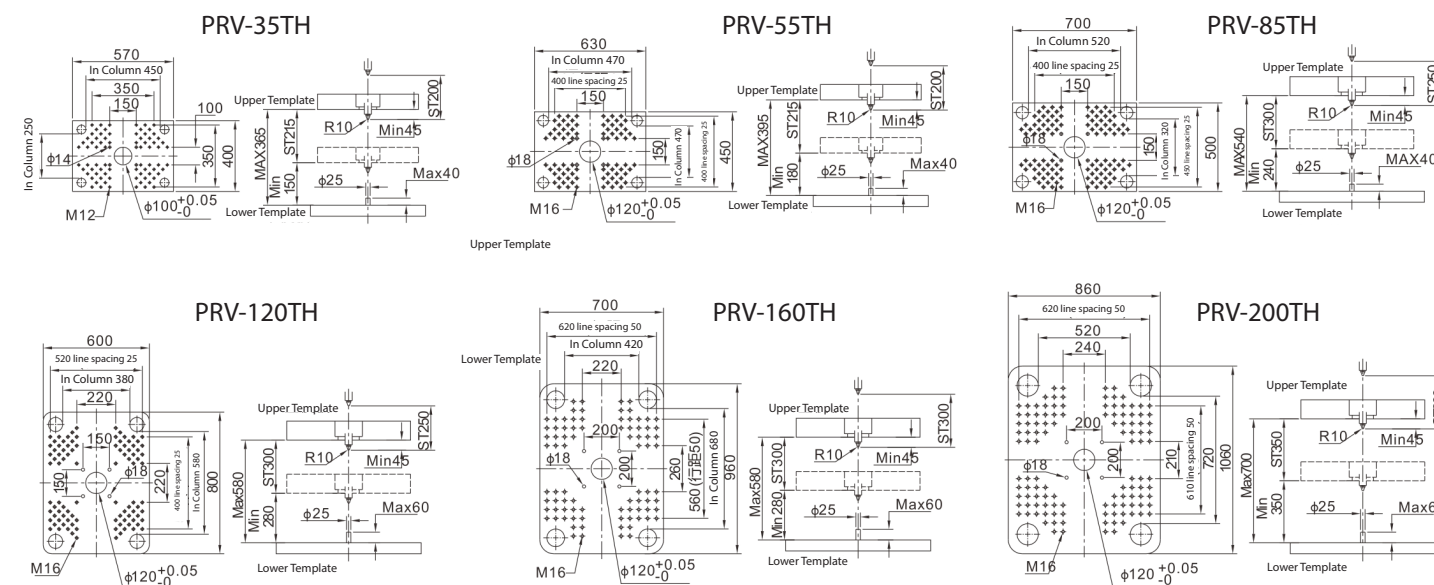 PRV-35TH
570
In Column 450
350
150
100
In Column 250
φ14
350
400
M12
φ100+0.05
-0
Upper Template
ST200
R10
Min45
MAX365
ST215
Min
150
φ25
Max40
Lower Template
PRV-55TH
630
In Column 470
400 line spacing 25
150
φ18
150
In Column 470
400 line spacing 25
450
M16
φ120+0.05
-0
Upper Template
ST200
R10
Min45
MAX395
ST215
Min
180
φ25
Max40
Lower Template
Upper Template
PRV-85TH
700
In Column 520
400 line spacing 25
150
φ18
150
In Column 320
450 line spacing 25
500
M16
φ120+0.05
-0
Upper Template
ST250
R10
Min45
MAX540
ST300
Min
240
φ25
MAX40
Lower Template
PRV-120TH
600
520 line spacing 25
In Column 380
220
150
150
φ18
220
400 line spacing 25
In Column 580
800
M16
φ120+0.05
-0
Upper Template
ST250
R10
Min45
Max580
ST300
Min
280
φ25
Max60
Lower Template
PRV-160TH
700
620 line spacing 50
Lower Template
In Column 420
220
200
φ18
200
260
560 (行距50)
In Column 680
960
M16
φ120+0.05
-0
Upper Template
ST300
R10
Min45
Max580
ST300
Min 280
φ25
Max60
Lower Template
PRV-200TH
860
620 line spacing 50
520
240
200
φ18
200
210
610 line spacing 50
720
1060
M16
φ120+0.05
-0
Upper Template
R10
Min45
Max700
ST350
Min
350
φ25
Lower Template